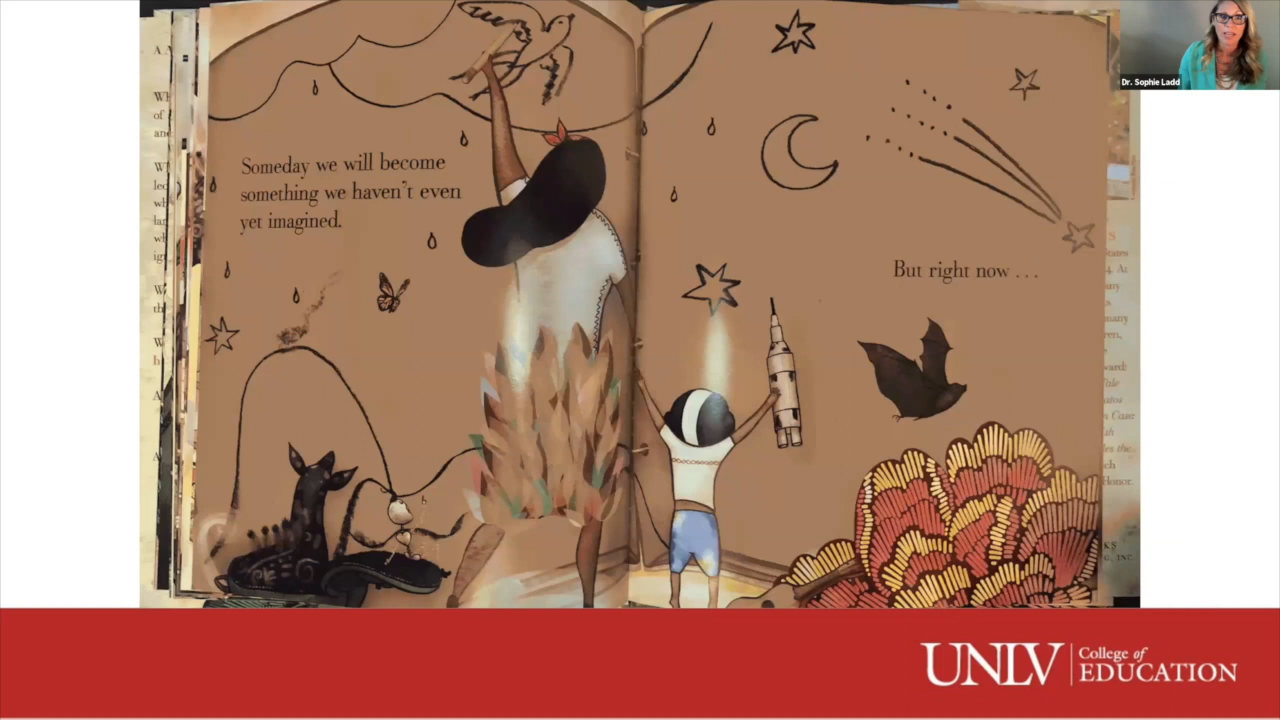 Dr. Sophie Ladd
Someday we will become
something we haven't even
yet imagined.
But right now . . .
UNLV
College of
EDUCATION